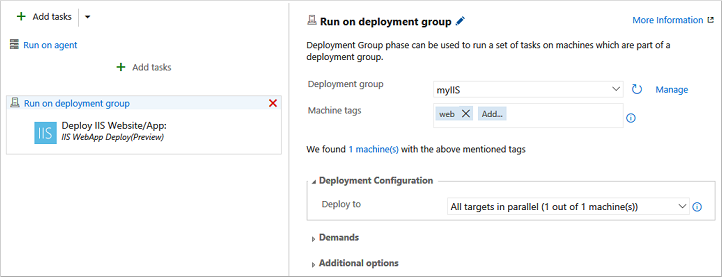 Add tasks
Run on agent
Add tasks
Run on deployment group
IIS
Deploy IIS Website/App:
IIS WebApp Deploy(Preview)
Run on deployment group
More Information
Deployment Group phase can be used to run a set of tasks on machines which are part of a
deployment group.
Deployment group
myIIS
Manage
Machine tags
web
Add...
We found 1 machine(s) with the above mentioned tags
Deployment Configuration
Deploy to
All targets in parallel (1 out of 1 machine(s))
Demands
Additional options